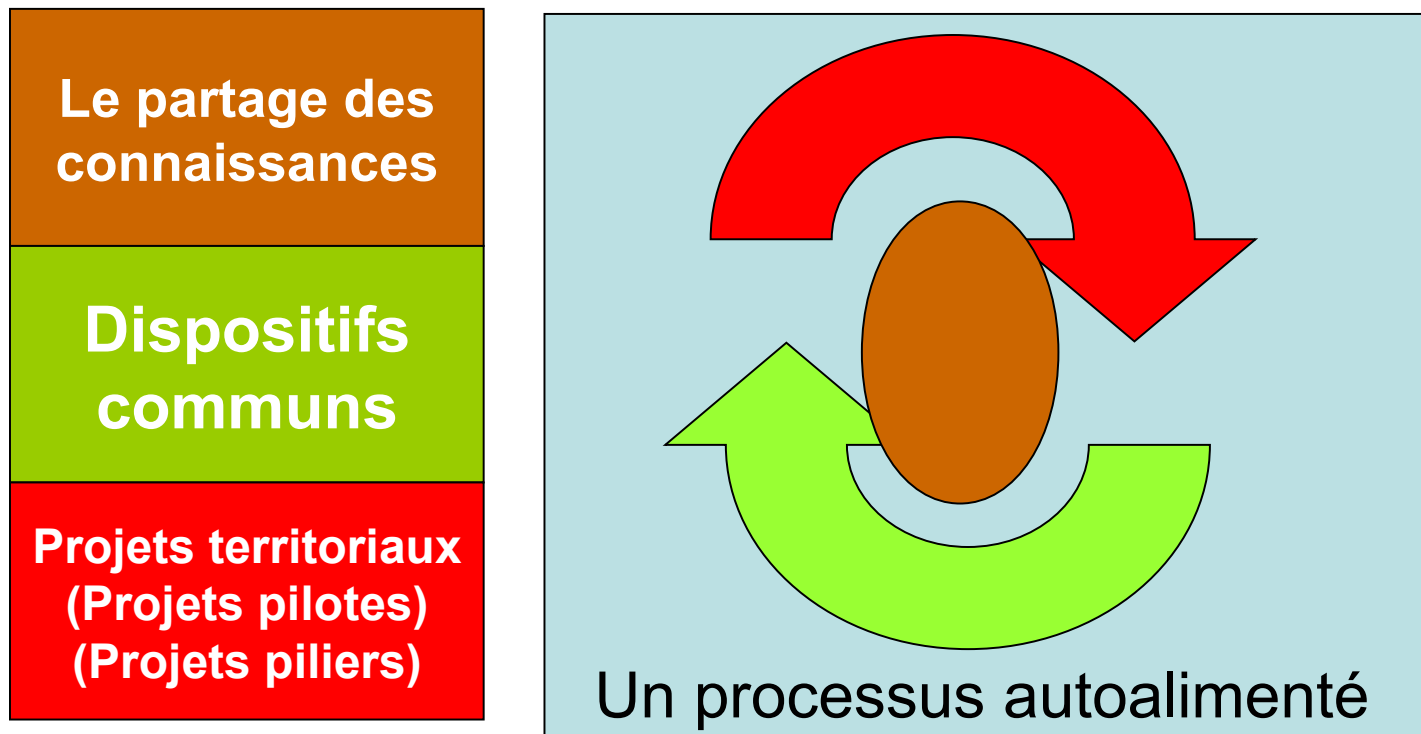 Le partage des
connaissances
Dispositifs
communs
Projets territoriaux
(Projets pilotes)
(Projets piliers)
Un processus autoalimenté